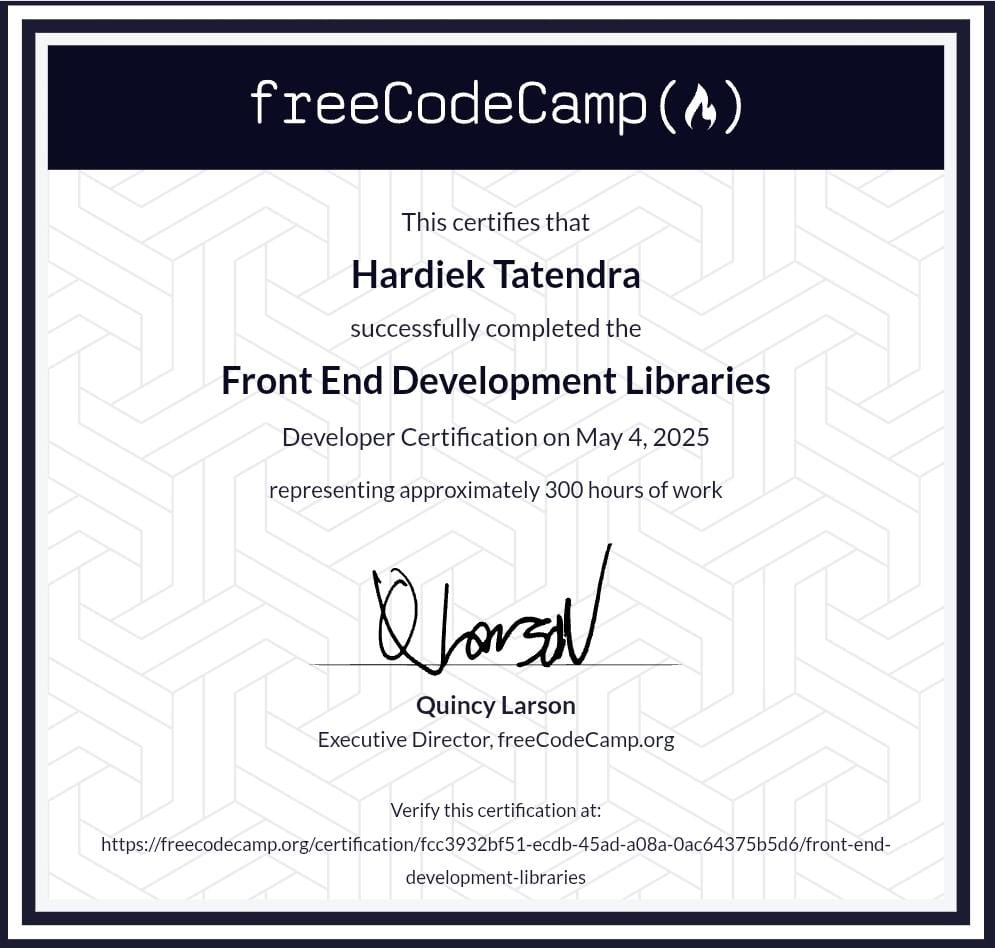 freeCodeCamp
This certifies that
Hardiek Tatendra
successfully completed the
Front End Development Libraries
Developer Certification on May 4, 2025
representing approximately 300 hours of work
Q Larson
Quincy Larson
Executive Director, freeCodeCamp.org
Verify this certification at:
https://freecodecamp.org/certification/fcc3932bf51-ecdb-45ad-a08a-0ac64375b5d6/front-end-
development-libraries